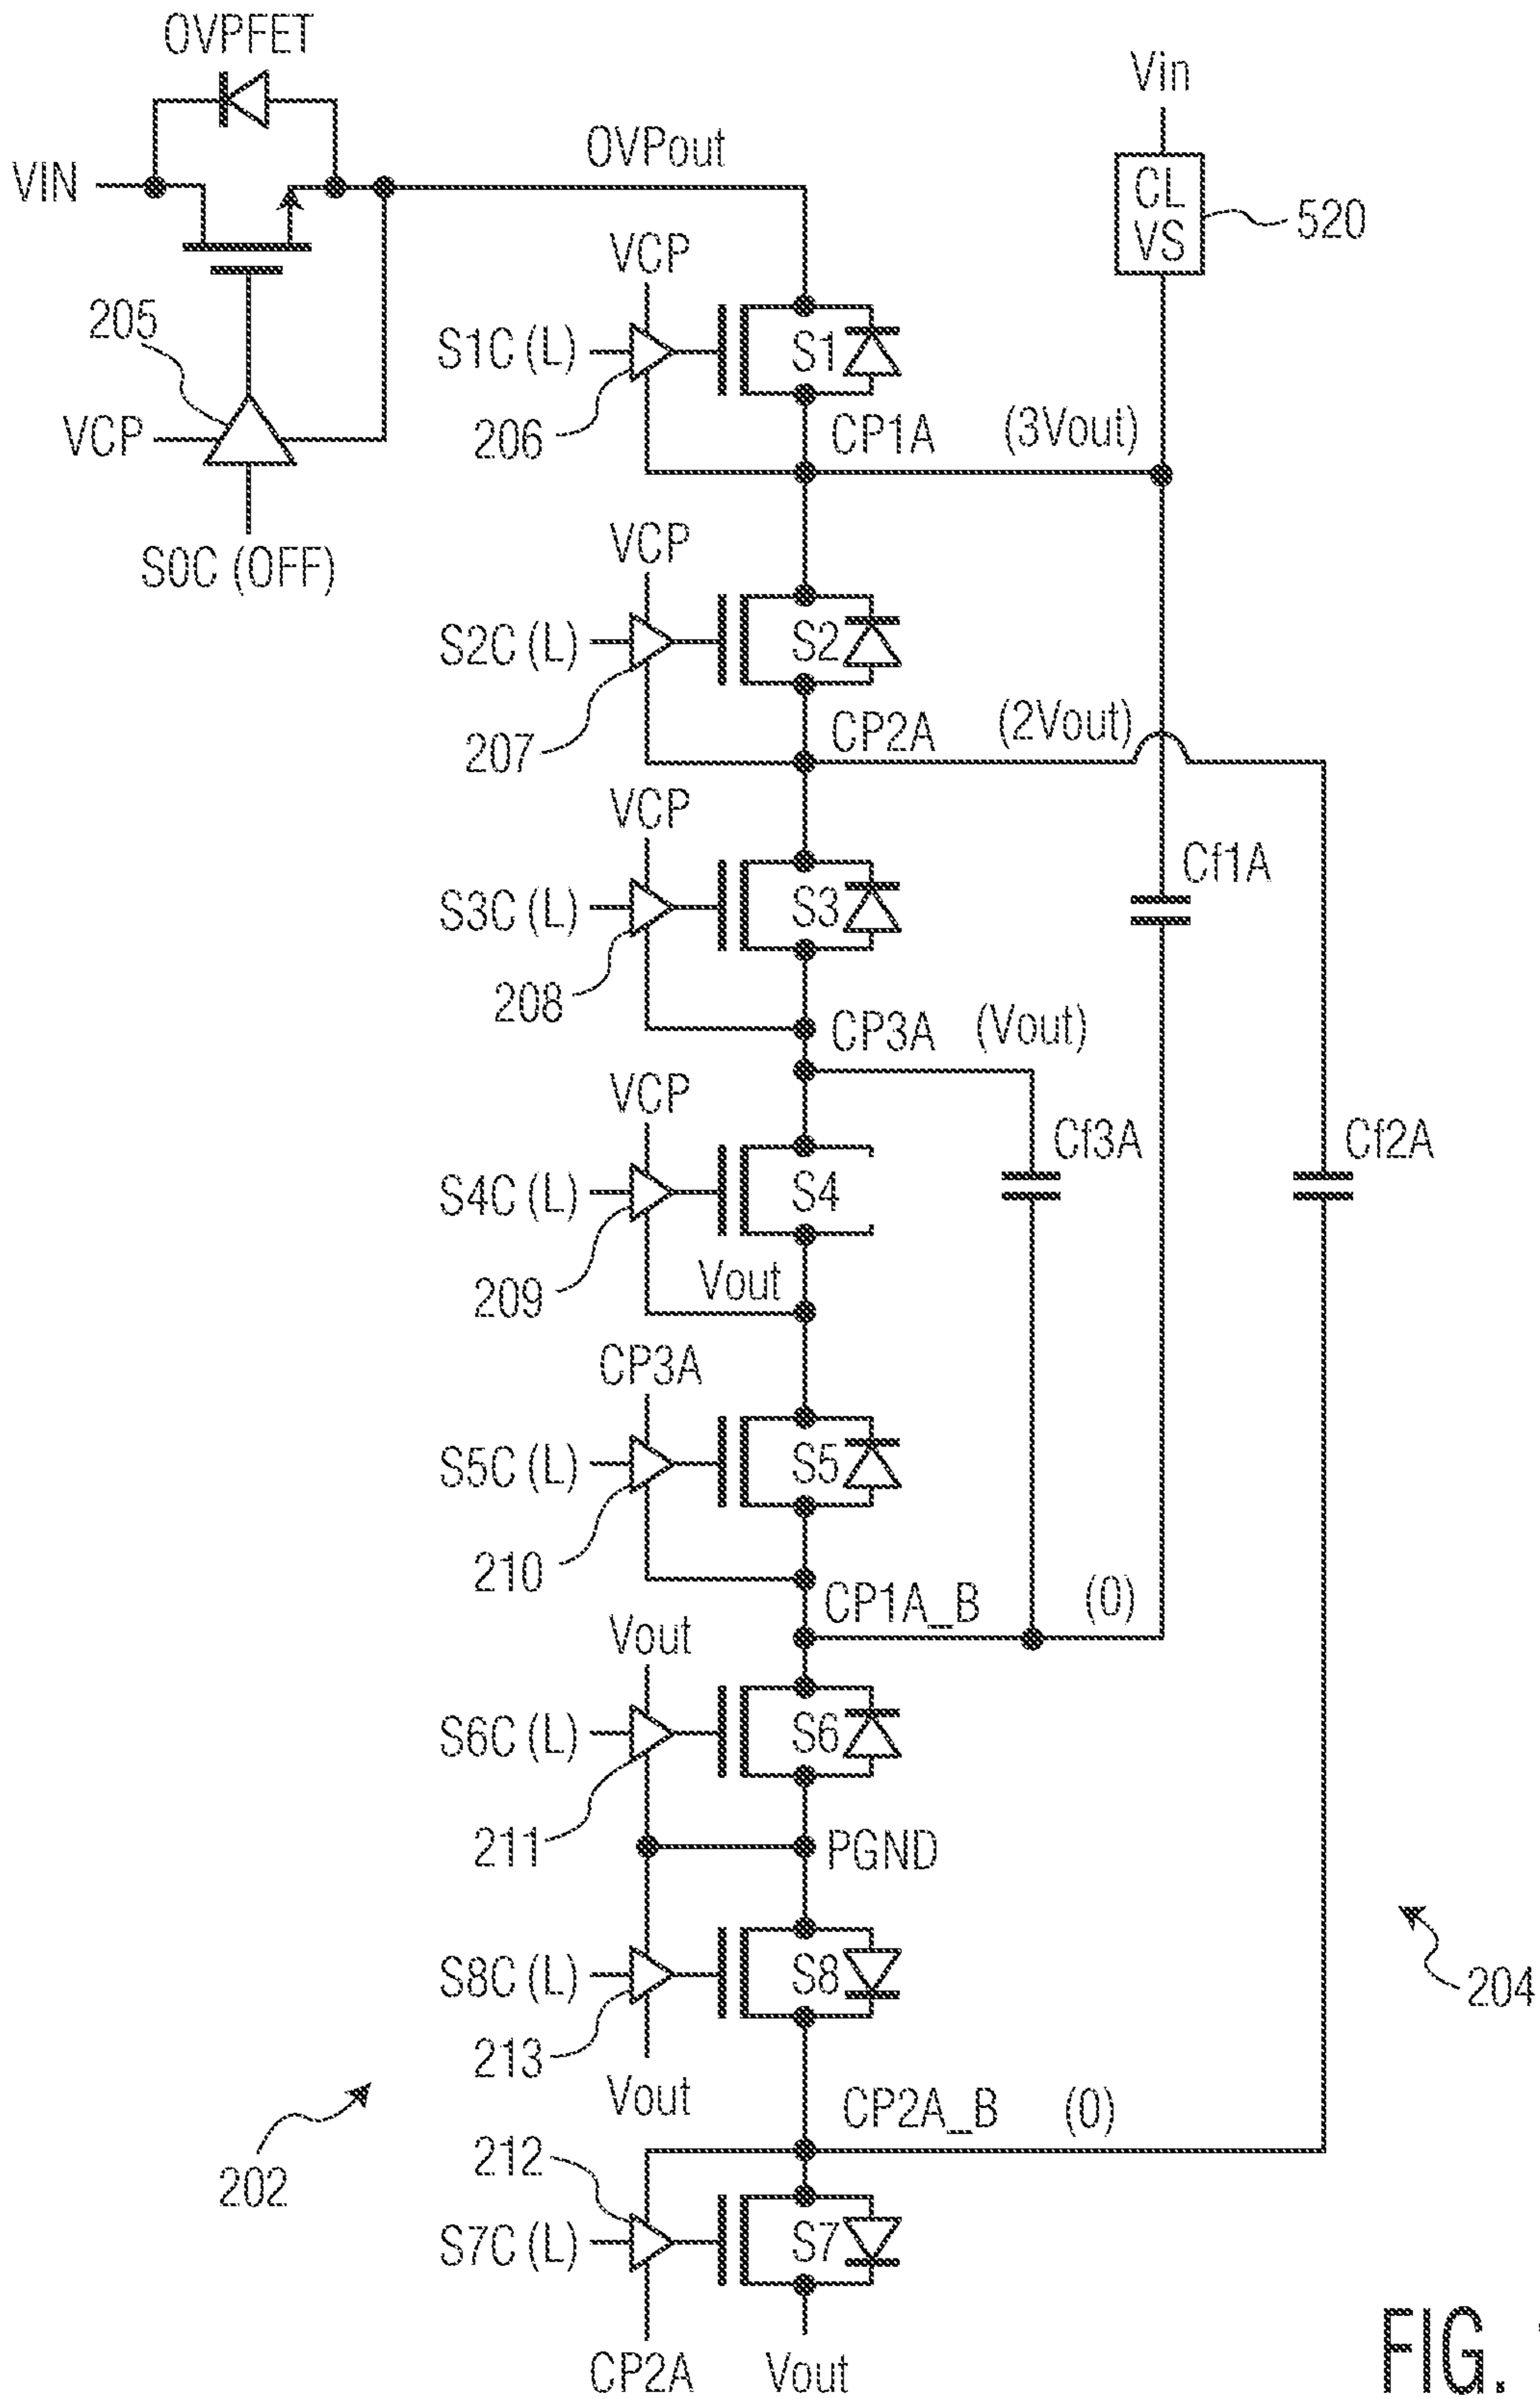 OVPFET
VIN
OVPout
Vin
CL
VS
520
VCP
205
S1C (L)
S1
VCP
206
CP1A (3Vout)
S0C (OFF)
VCP
S2C (L)
S2
207
CP2A (2Vout)
VCP
S3C (L)
S3
Cf1A
208
CP3A (Vout)
VCP
S4C (L)
S4
Cf3A
Cf2A
209
Vout
CP3A
S5C (L)
S5
210
CP1A_B (0)
Vout
S6C (L)
S6
211
PGND
S8C (L)
S8
204
213
Vout
CP2A_B (0)
212
202
S7C (L)
S7
CP2A
Vout
FIG.